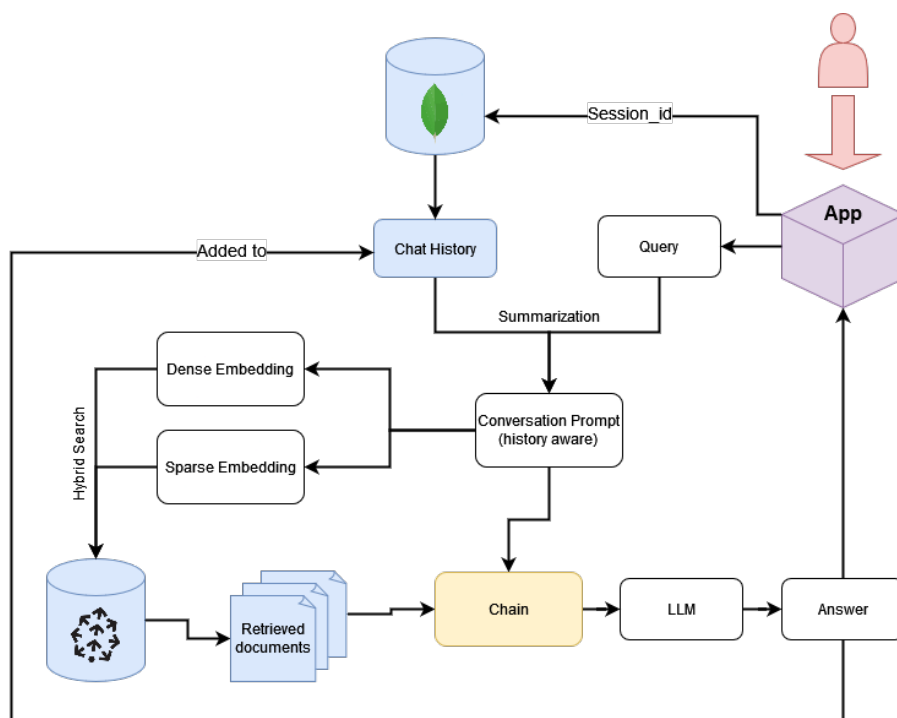 Session_id
App
Added to
Chat History
Query
Summarization
Dense Embedding
Conversation Prompt
(history aware)
Hybrid Search
Sparse Embedding
Retrieved
documents
Chain
LLM
Answer